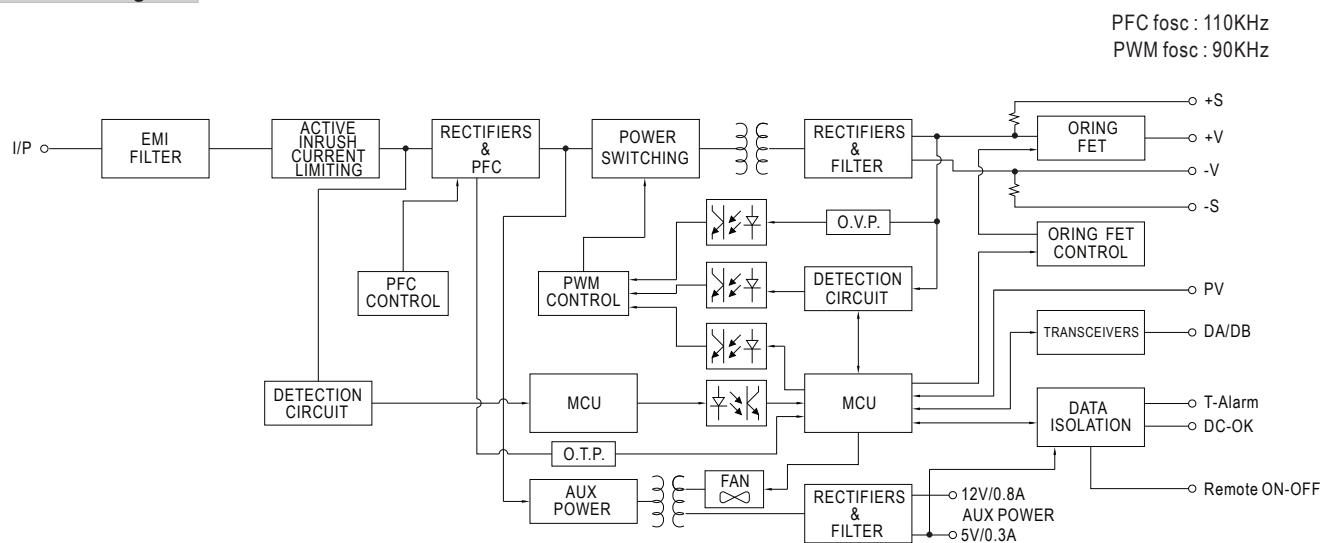 PFC fosc : 110KHz
PWM fosc : 90KHz
I/P
EMI
FILTER
ACTIVE
INRUSH
CURRENT
LIMITING
RECTIFIERS
&
PFC
POWER
SWITCHING
RECTIFIERS
&
FILTER
ORING
FET
+S
+V
-V
-S
O.V.P.
ORING FET
CONTROL
PFC
CONTROL
PWM
CONTROL
DETECTION
CIRCUIT
PV
TRANSCEIVERS
DA/DB
DETECTION
CIRCUIT
MCU
MCU
DATA
ISOLATION
T-Alarm
DC-OK
O.T.P.
AUX
POWER
FAN
RECTIFIERS
&
FILTER
12V/0.8A
AUX POWER
5V/0.3A
Remote ON-OFF